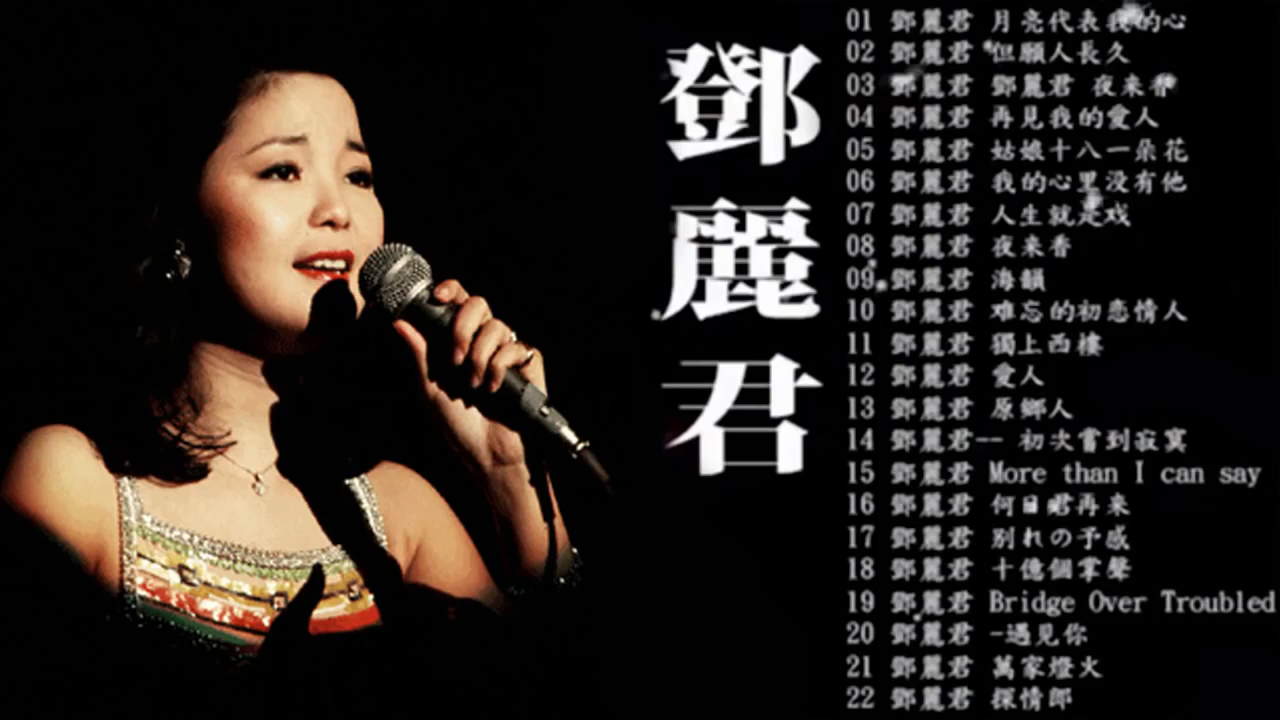 鄧麗君
01 鄧麗君 月亮代表我的心
02 鄧麗君 但願人長久
03 鄧麗君 鄧麗君 夜来香
04 鄧麗君 再見我的愛人
05 鄧麗君 姑娘十八一朵花
06 鄧麗君 我的心里没有他
07 鄧麗君 人生就是戏
08 鄧麗君 夜来香
09 鄧麗君 海韻
10 鄧麗君 难忘的初恋情人
11 鄧麗君 獨上西樓
12 鄧麗君 愛人
13 鄧麗君 原鄉人
14 鄧麗君-- 初次嘗到寂寞
15 鄧麗君 More than I can say
16 鄧麗君 何日君再来
17 鄧麗君 別れの予感
18 鄧麗君 十億個掌聲
19 鄧麗君 Bridge Over Troubled
20 鄧麗君 -遇見你
21 鄧麗君 萬家燈火
22 鄧麗君 探情郎